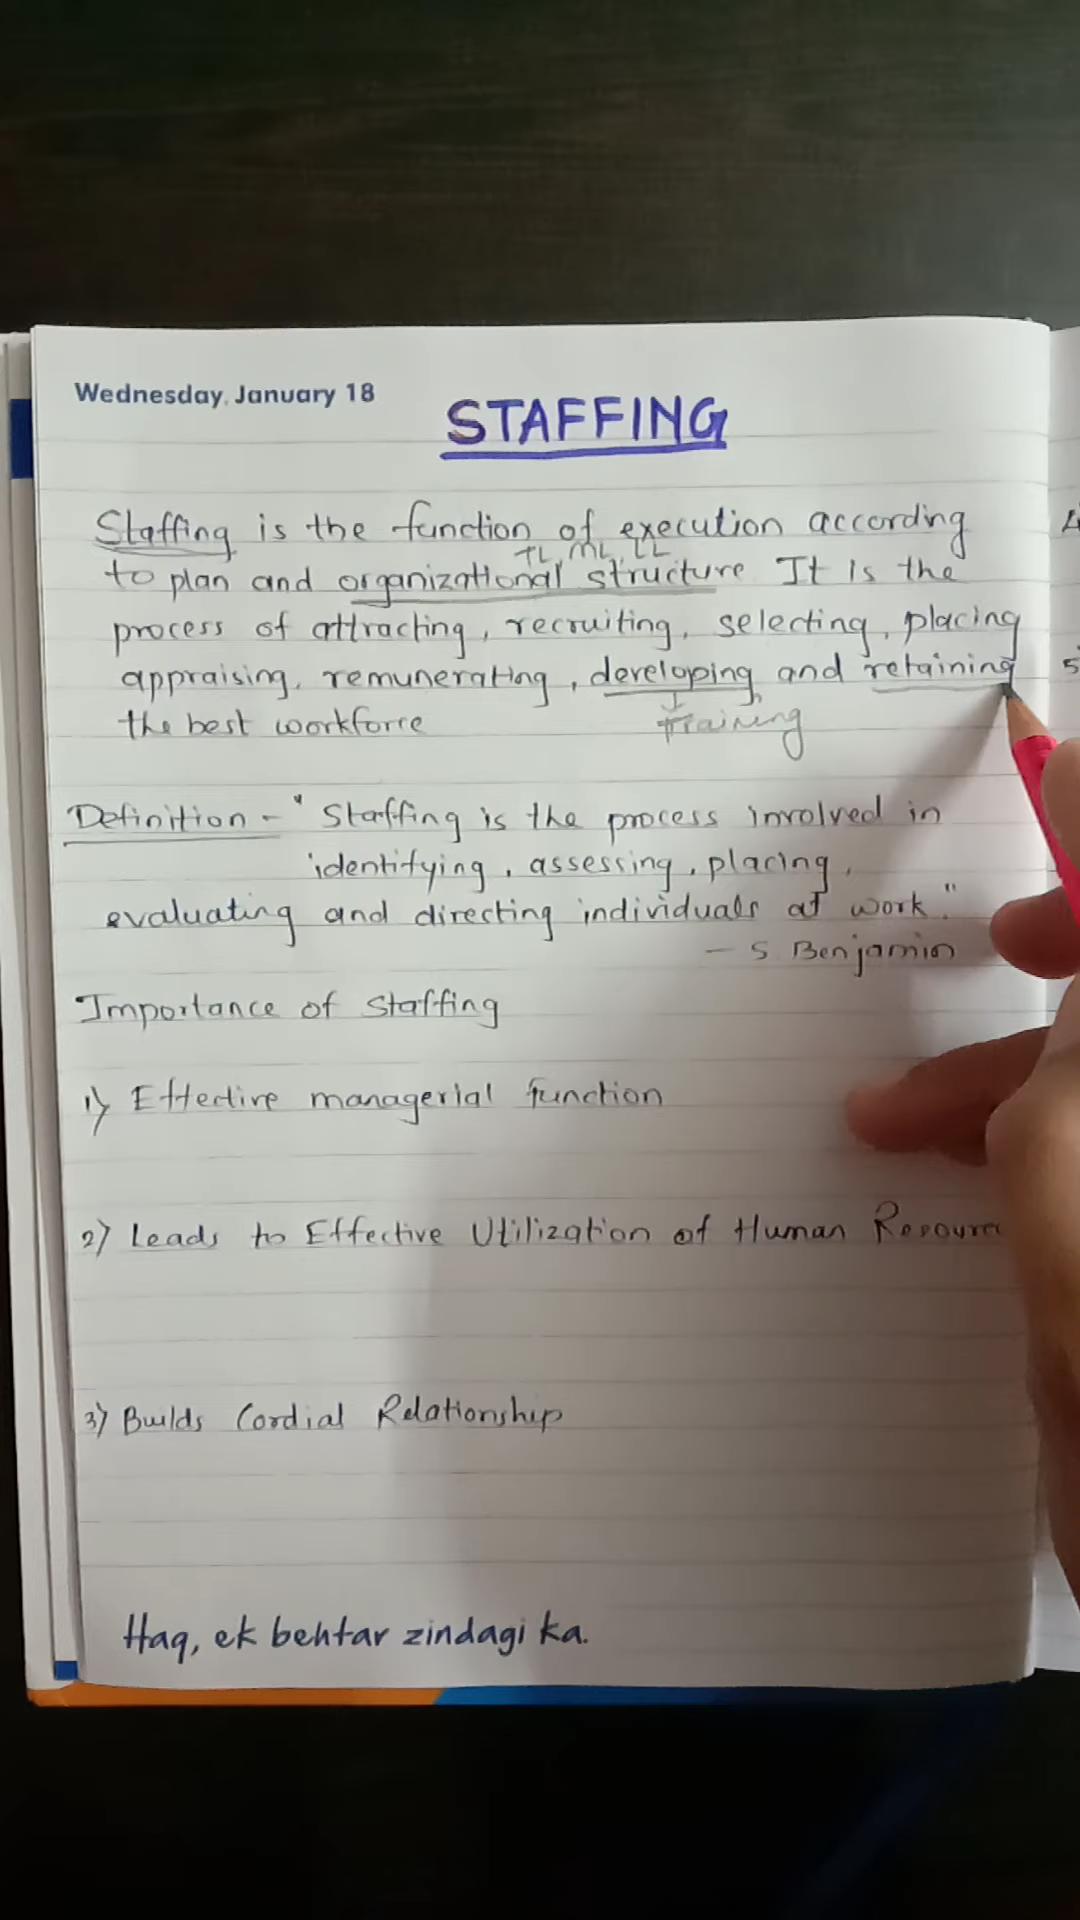 Wednesday, January 18
STAFFING
Staffing is the function of execution according
TL ML LL
to plan and organizational structure It is the
process of attracting, recruiting, selecting, placing
appraising, remunerating, developing and retaining
the best workforce
Training
Definition - " Staffing is the process involved in
identifying, assessing, placing,
evaluating and directing individuals at work."
- S Benjamin
Importance of Staffing
1) Effective managerial function
2) Leads to Effective Utilization of Human
3) Builds Cordial Relationship
Haq, ek behtar zindagi ka.
5